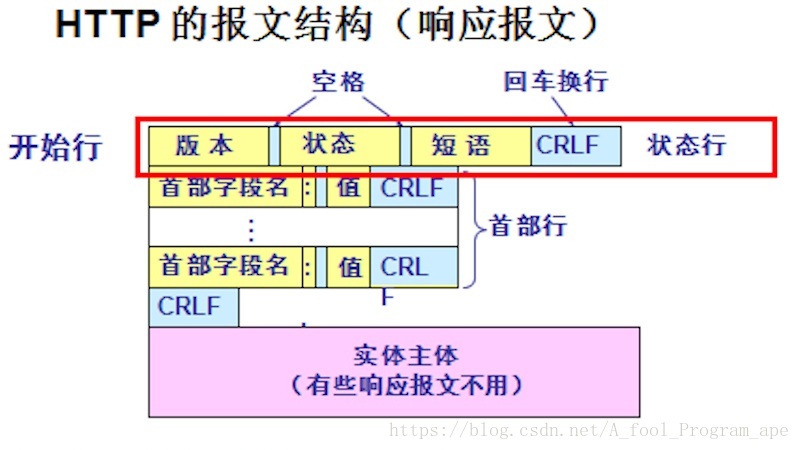 HTTP 的报文结构（响应报文）
空格 回车换行
开始行 版本 状态 短语 CRLF 状态行
首部字段名 : 值 CRLF
⋮ 首部行
首部字段名 : 值 CRL
F
CRLF
实体主体
（有些响应报文不用）
https://blog.csdn.net/A_fool_Program_ape